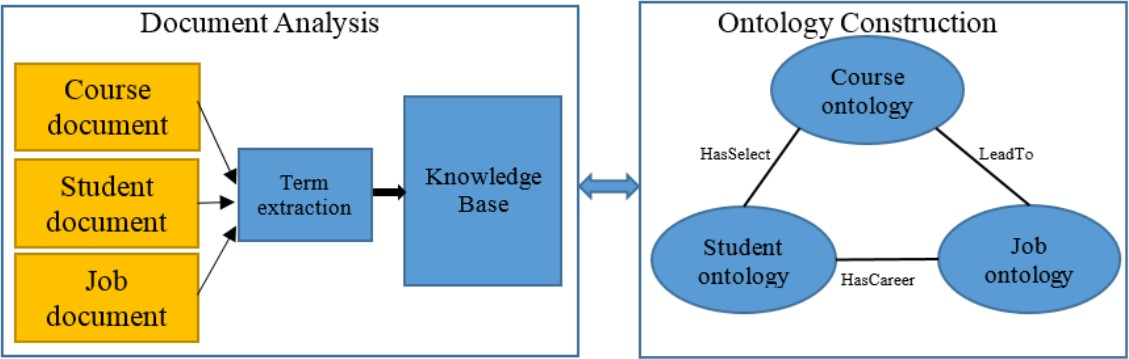 Document Analysis
Course
document
Student
document
Job
document
Term
extraction
Knowledge
Base
Ontology Construction
Course
ontology
HasSelect
LeadTo
Student
ontology
HasCareer
Job
ontology